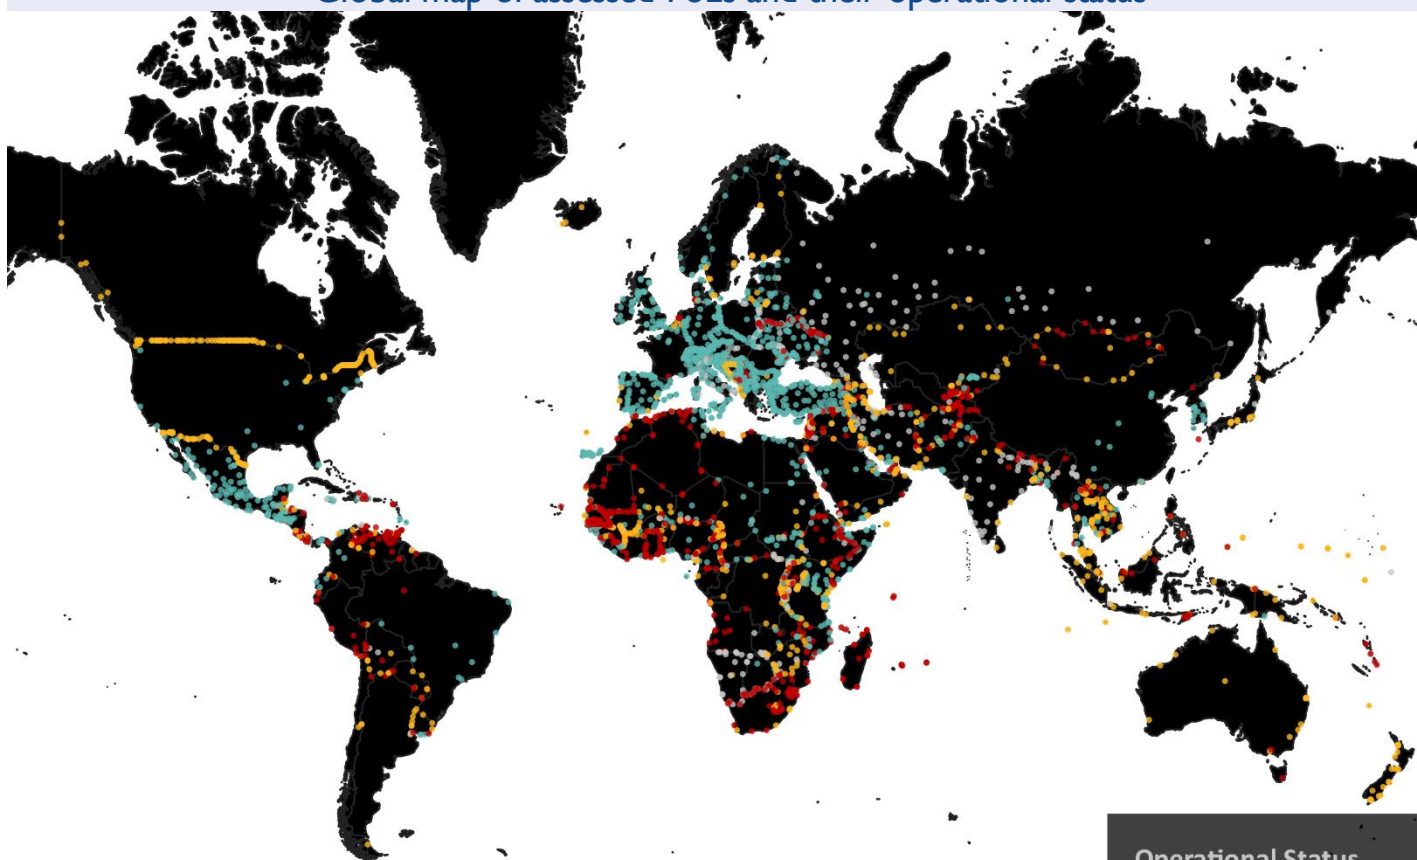 Global map of assessed POEs and their operational status
Operational Status